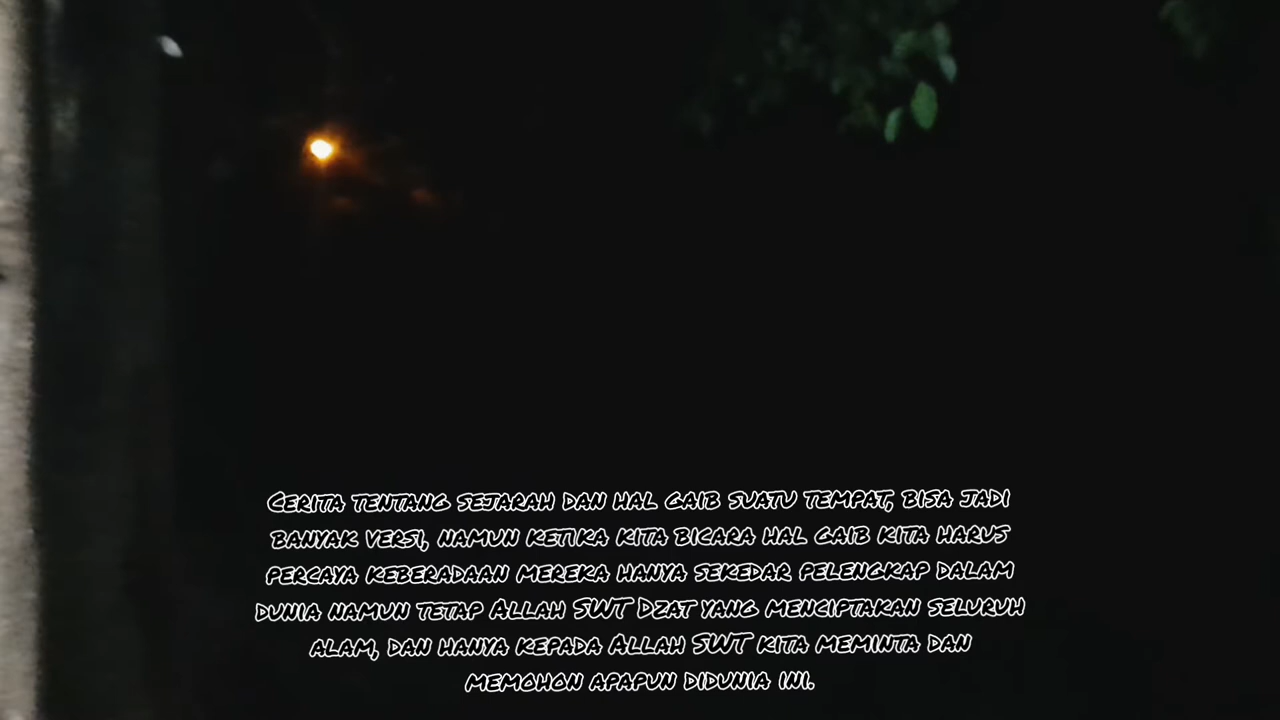 Cerita tentang sejarah dan hal gaib suatu tempat, bisa jadi
banyak versi, namun ketika kita bicara hal gaib kita harus
percaya keberadaan mereka hanya sekedar pelengkap dalam
dunia namun tetap Allah SWT Dzat yang menciptakan seluruh
alam, dan hanya kepada Allah SWT kita meminta dan
memohon apapun didunia ini.